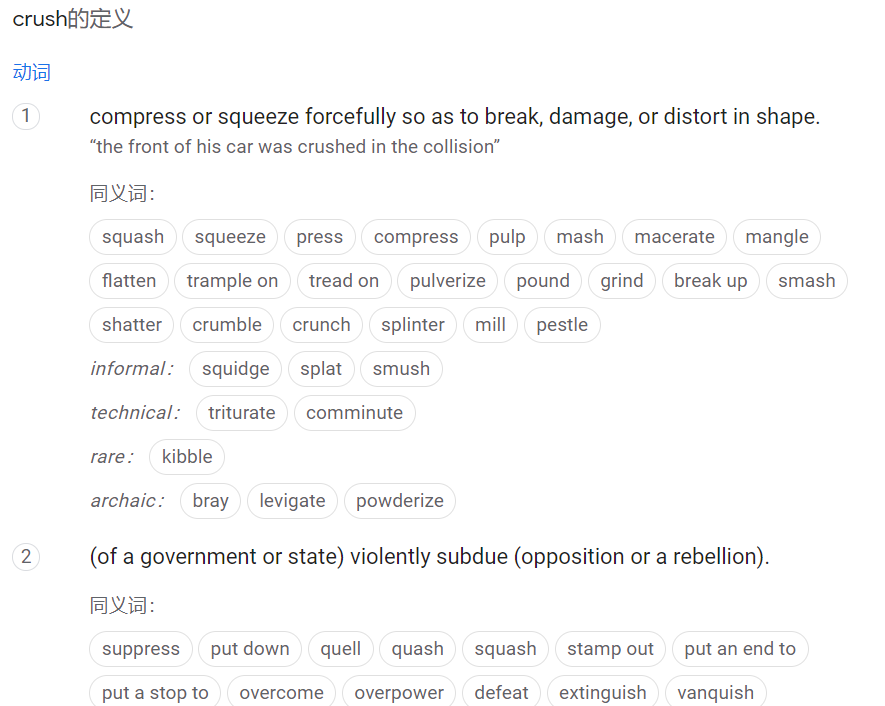 crush的定义
动词
1 compress or squeeze forcefully so as to break, damage, or distort in shape.
“the front of his car was crushed in the collision”
同义词：
squash squeeze press compress pulp mash macerate mangle
flatten trample on tread on pulverize pound grind break up smash
shatter crumble crunch splinter mill pestle
informal： squidge splat smush
technical： triturate comminute
rare： kibble
archaic： bray levigate powderize
2 (of a government or state) violently subdue (opposition or a rebellion).
同义词：
suppress put down quell quash squash stamp out put an end to
put a stop to overcome overpower defeat extinguish vanquish